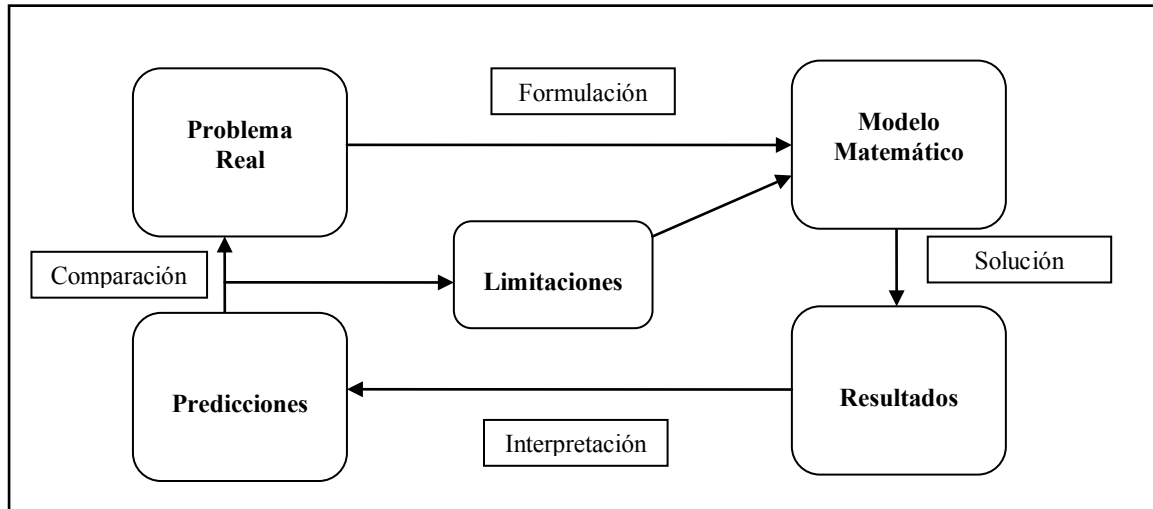 Formulación
Problema
Real
Modelo
Matemático
Comparación
Limitaciones
Solución
Predicciones
Resultados
Interpretación